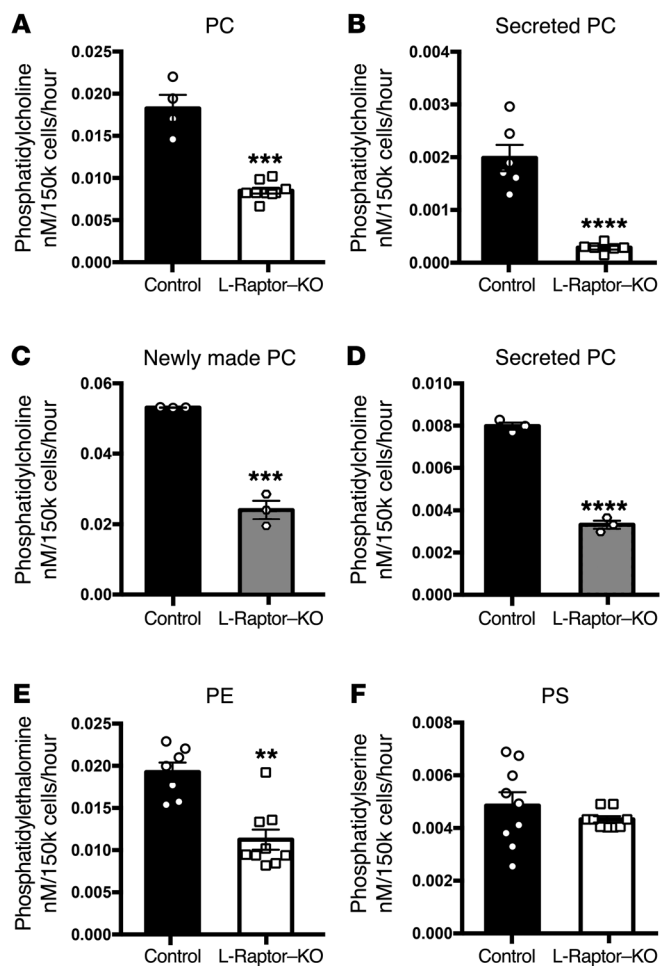 A
PC
Phosphatidylcholine
nM/150k cells/hour
0.025
0.020
0.015
0.010
0.005
0.000
***
Control
L-Raptor–KO
B
Secreted PC
Phosphatidylcholine
nM/150k cells/hour
0.004
0.003
0.002
0.001
0.000
****
Control
L-Raptor–KO
C
Newly made PC
Phosphatidylcholine
nM/150k cells/hour
0.06
0.04
0.02
0.00
***
Control
L-Raptor–KO
D
Secreted PC
Phosphatidylcholine
nM/150k cells/hour
0.010
0.008
0.006
0.004
0.002
0.000
****
Control
L-Raptor–KO
E
PE
Phosphatidylethalomine
nM/150k cells/hour
0.025
0.020
0.015
0.010
0.005
0.000
**
Control
L-Raptor–KO
F
PS
Phosphatidylserine
nM/150k cells/hour
0.008
0.006
0.004
0.002
0.000
Control
L-Raptor–KO